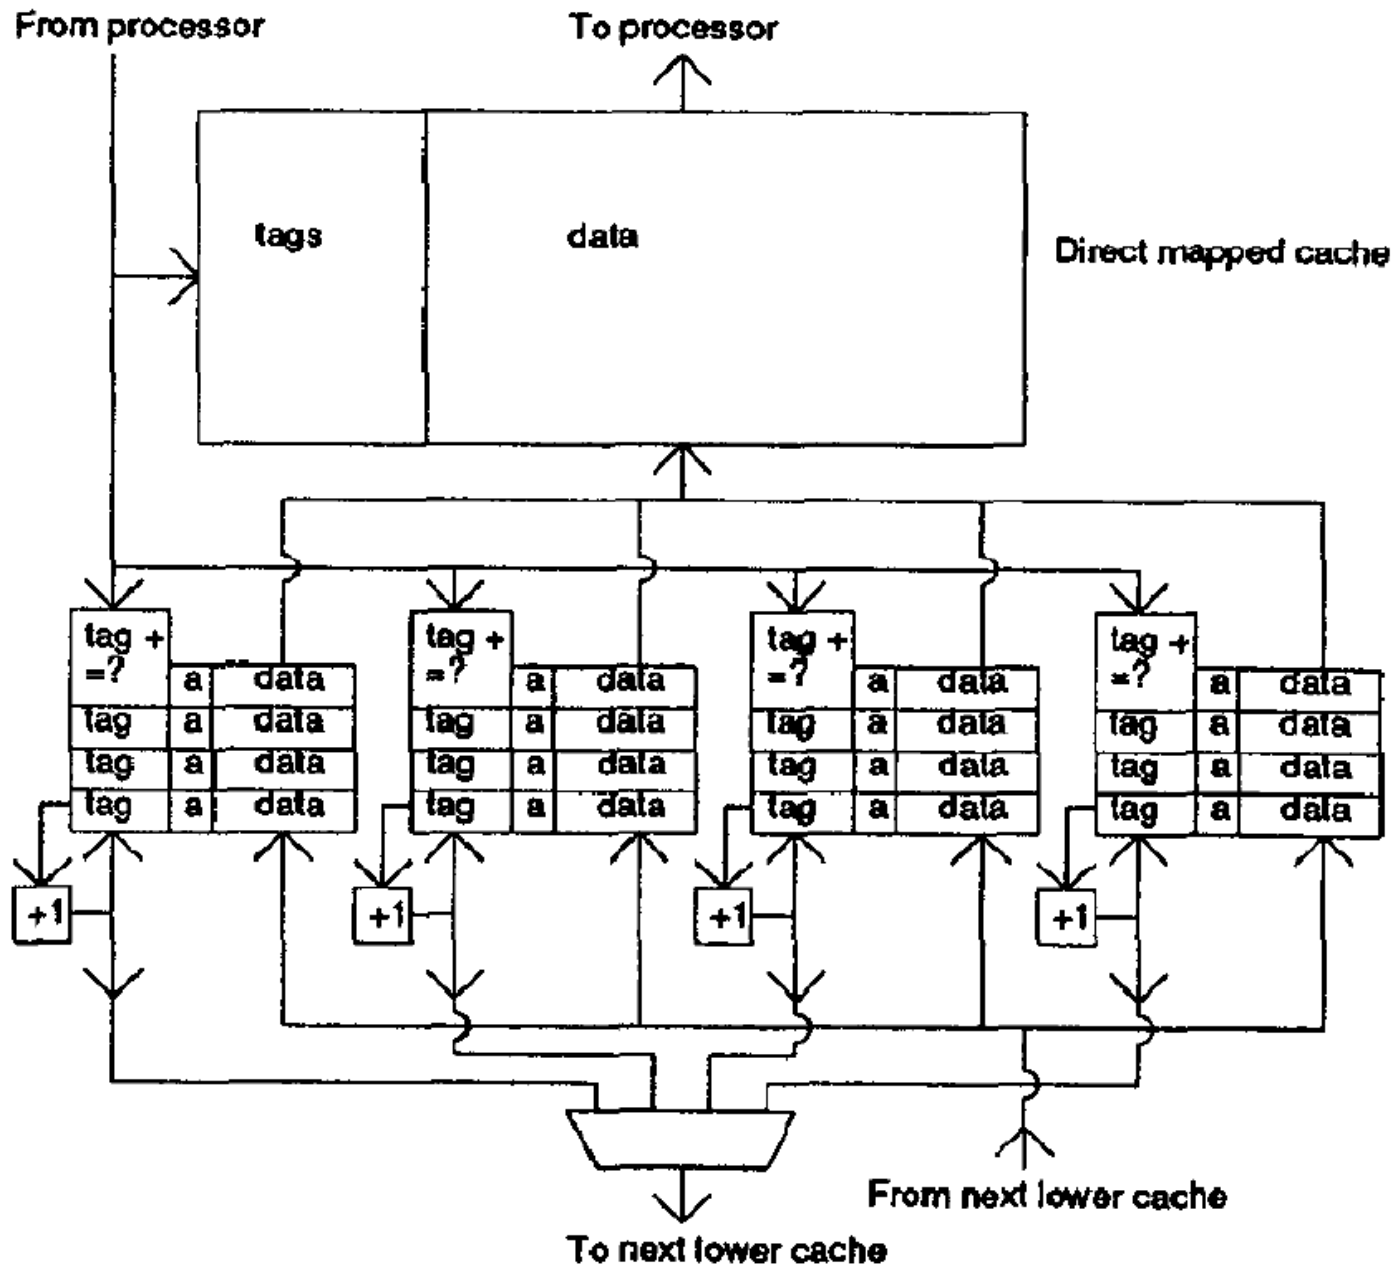 From processor
To processor
tags
data
Direct mapped cache
tag +
=?
a
data
tag
a
data
tag
a
data
tag
a
data
+1
tag +
=?
a
data
tag
a
data
tag
a
data
tag
a
data
+1
tag +
=?
a
data
tag
a
data
tag
a
data
tag
a
data
+1
tag +
=?
a
data
tag
a
data
tag
a
data
tag
a
data
+1
From next lower cache
To next lower cache